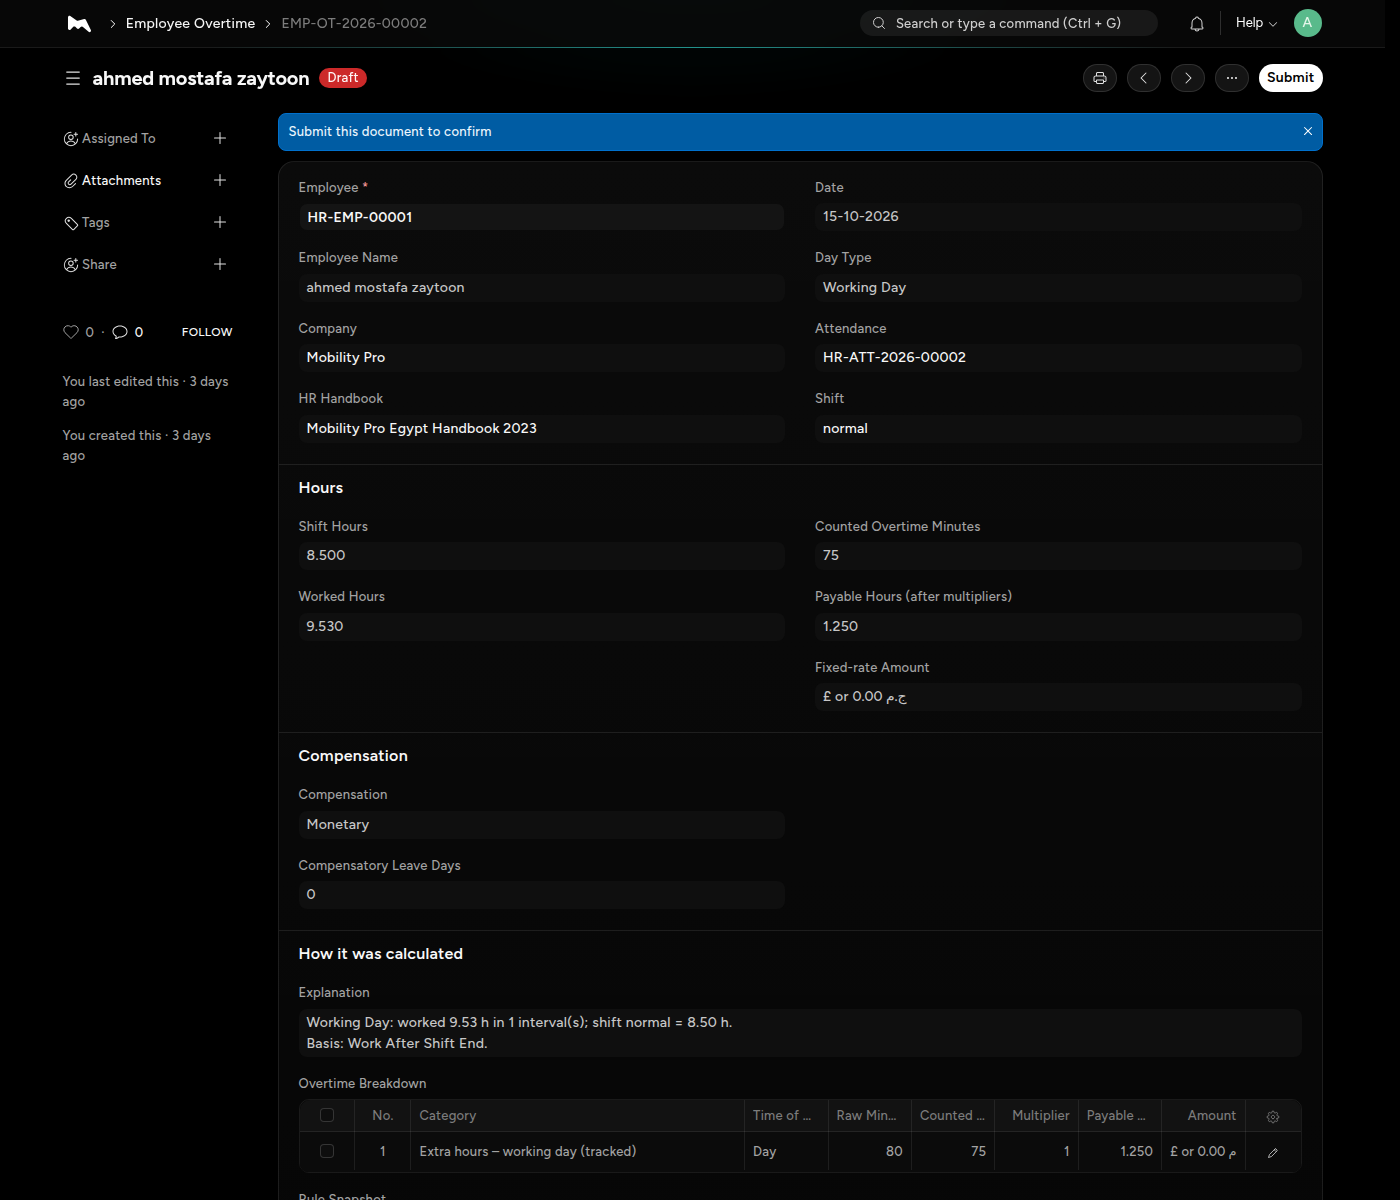 Employee Overtime
EMP-OT-2026-00002
Search or type a command (Ctrl + G)
Help
A
ahmed mostafa zaytoon
Draft
Submit
Assigned To
Attachments
Tags
Share
0 · 0
FOLLOW
You last edited this · 3 days
ago
You created this · 3 days
ago
Submit this document to confirm
Employee *
HR-EMP-00001
Date
15-10-2026
Employee Name
ahmed mostafa zaytoon
Day Type
Working Day
Company
Mobility Pro
Attendance
HR-ATT-2026-00002
HR Handbook
Mobility Pro Egypt Handbook 2023
Shift
normal
Hours
Shift Hours
8.500
Counted Overtime Minutes
75
Worked Hours
9.530
Payable Hours (after multipliers)
1.250
Fixed-rate Amount
£ or 0.00 ج.م
Compensation
Compensation
Monetary
Compensatory Leave Days
0
How it was calculated
Explanation
Working Day: worked 9.53 h in 1 interval(s); shift normal = 8.50 h.
Basis: Work After Shift End.
Overtime Breakdown
No. Category Time of ... Raw Min... Counted ... Multiplier Payable ... Amount
1 Extra hours – working day (tracked) Day 80 75 1 1.250 £ or 0.00 م
Rule Snapshot